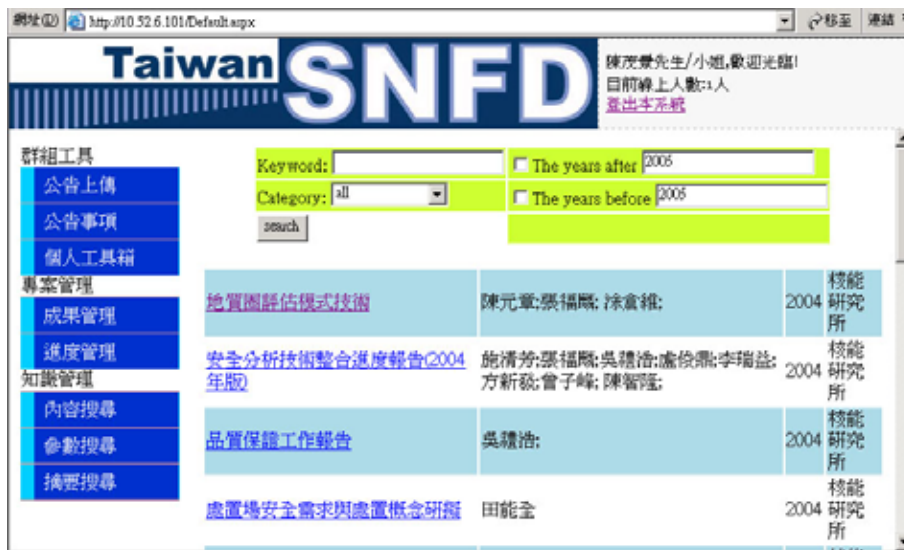 網址(D) http://10.52.6.101/Default.aspx 移至 連結
Taiwan SNFD
陳茂景先生/小姐,歡迎光臨!
目前線上人數:1人
登出本系統
群組工具
公告上傳
公告事項
個人工具箱
專案管理
成果管理
進度管理
知識管理
內容搜尋
參數搜尋
摘要搜尋
Keyword: The years after 2005
Category: all The years before 2005
search
地質圈評估模式技術 陳元章;張福麟; 涂倉維; 2004 核能研究所
安全分析技術整合進度報告(2004
年版) 施清芳;張福麟;吳禮浩;盧俊鼎;李瑞益;
方新發;曾子峰; 陳智隆; 2004 核能研究所
品質保證工作報告 吳禮浩; 2004 核能研究所
處置場安全需求與處置概念研擬 田能全 2004 核能研究所